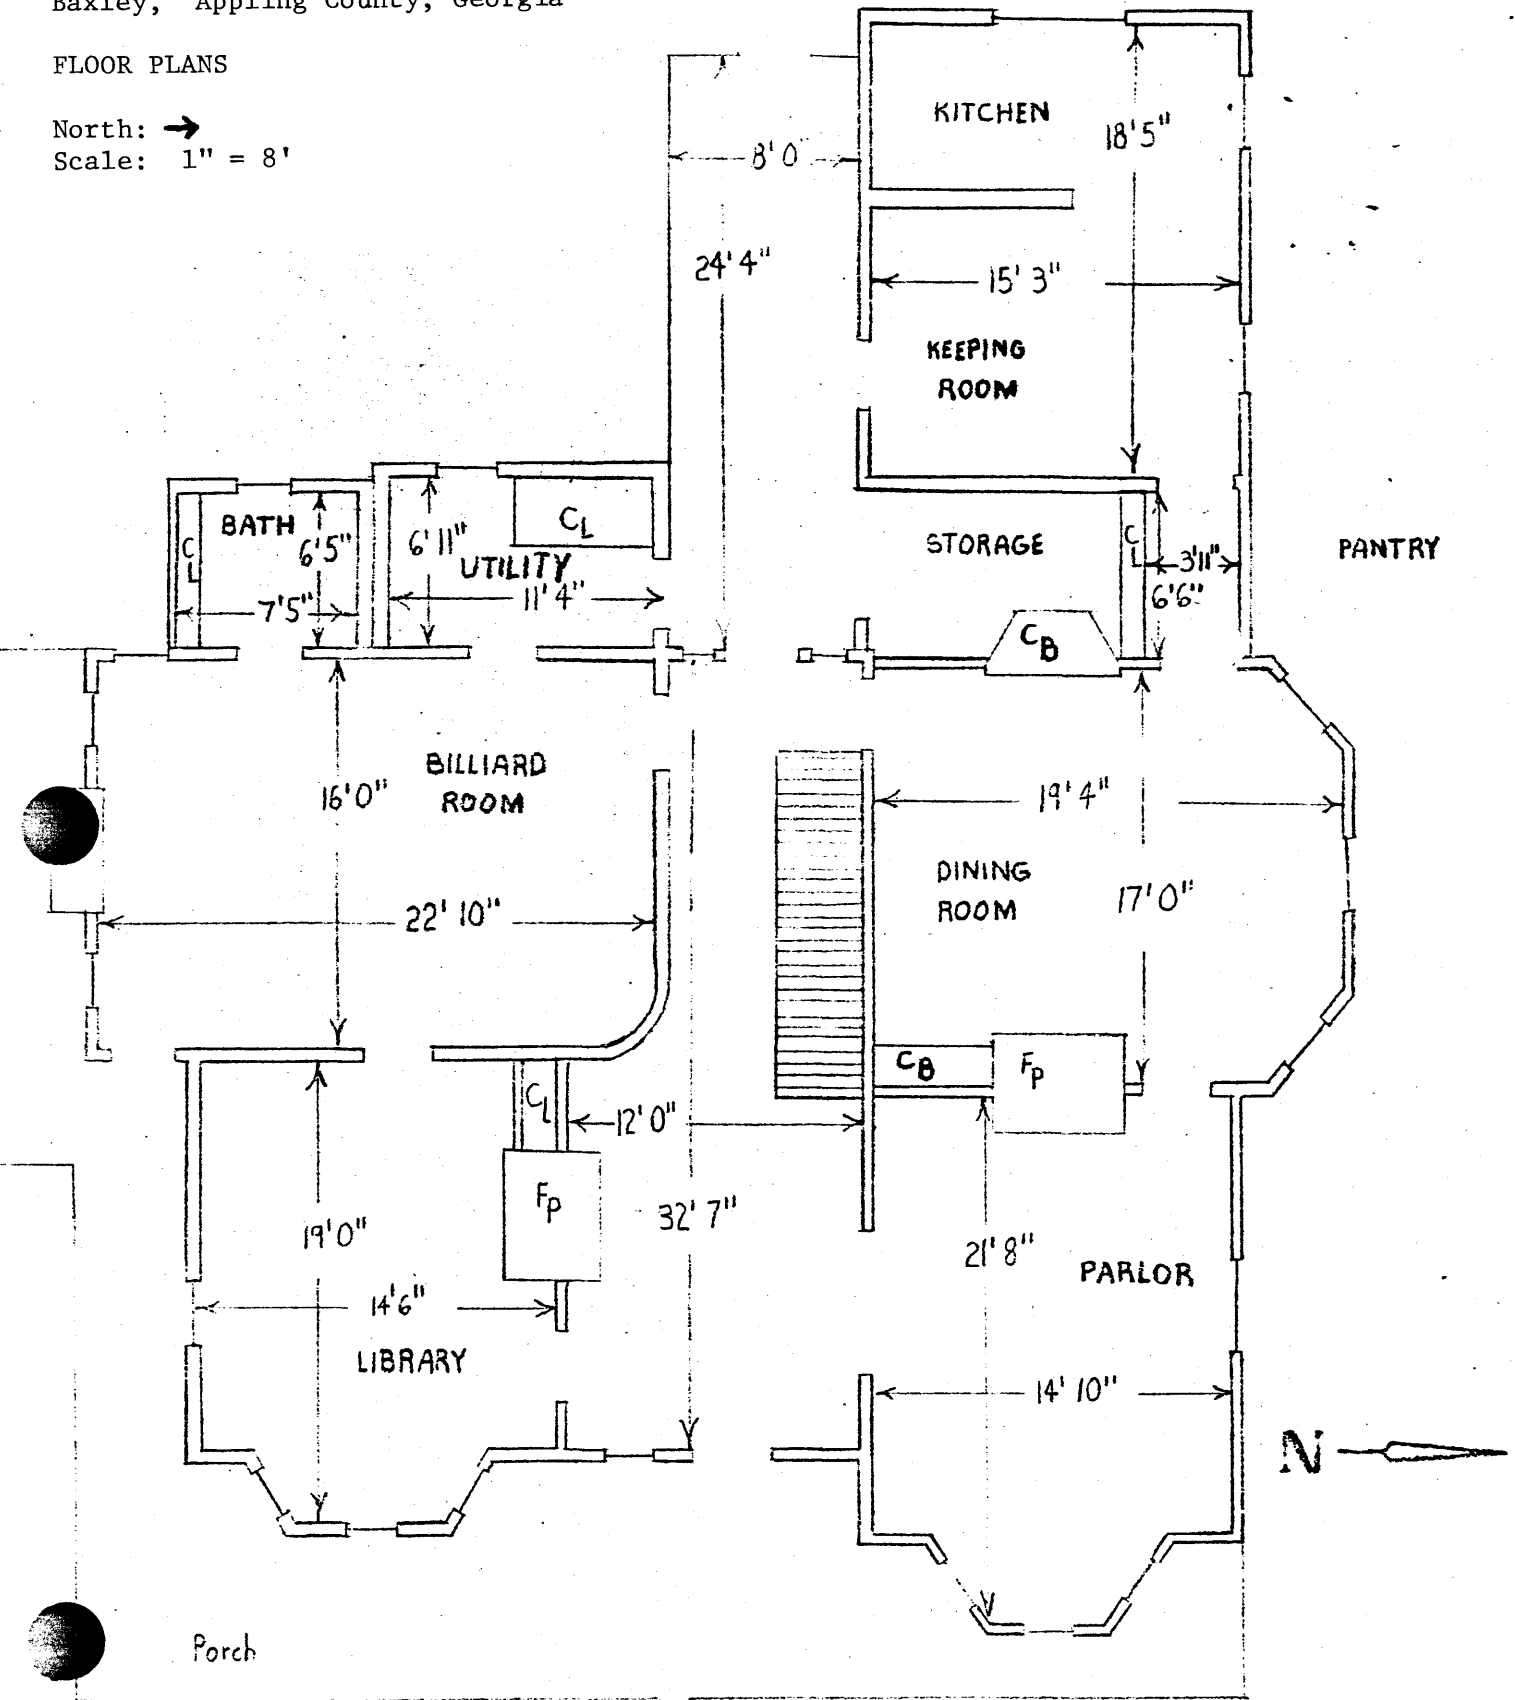 Baxley, Appling County, Georgia
FLOOR PLANS
North: →
Scale: 1" = 8'
KITCHEN
18'5"
8'0"
24'4"
15'3"
KEEPING
ROOM
CL
BATH
6'5"
7'5"
6'11"
UTILITY
11'4"
CL
STORAGE
CL
3'11"
6'6"
PANTRY
CB
BILLIARD
ROOM
16'0"
22'10"
19'4"
DINING
ROOM
17'0"
CB
FP
CL
12'0"
FP
32'7"
19'0"
14'6"
LIBRARY
21'8"
PARLOR
14'10"
N
Porch